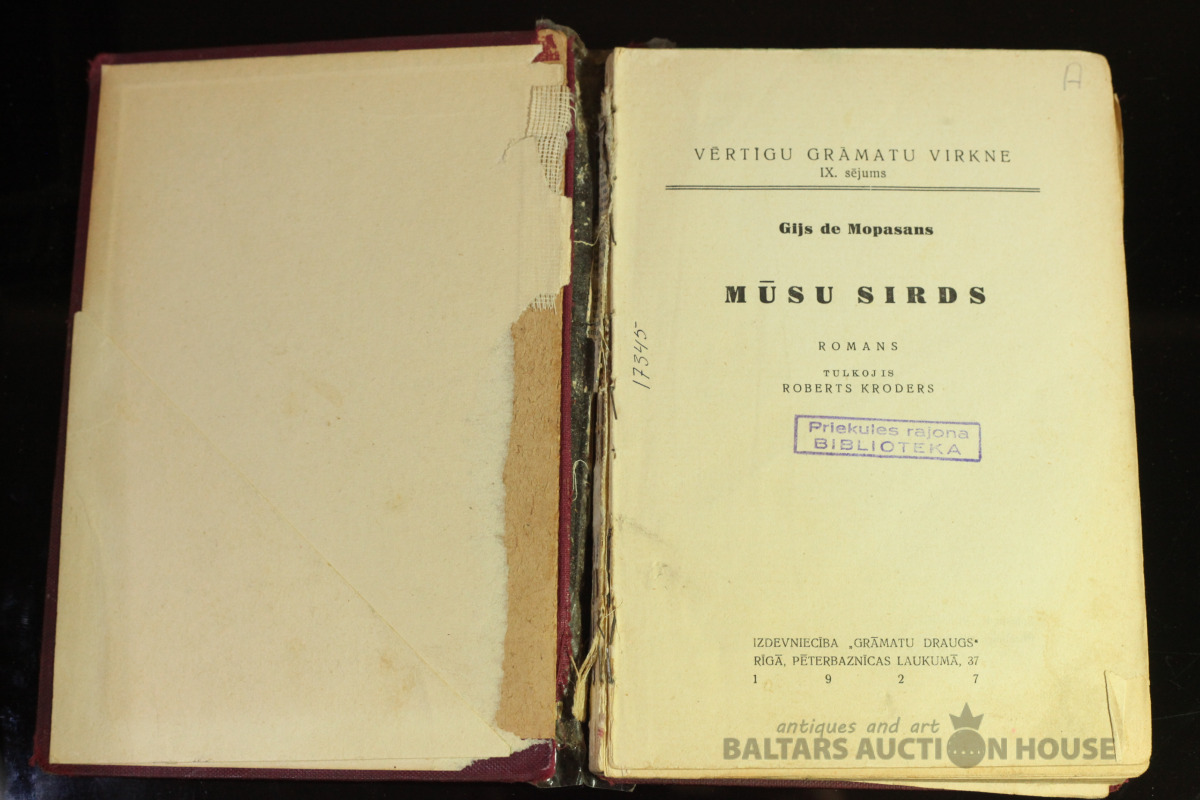 A
VĒRTĪGU GRĀMATU VIRKNE
IX. sējums
Gijs de Mopasans
MŪSU SIRDS
ROMANS
TULKOJIS
ROBERTS KRODERS
17345
Priekules rajona
BIBLIOTEKA
IZDEVNIECĪBA „GRĀMATU DRAUGS“
RĪGĀ, PĒTERBAZNĪCAS LAUKUMĀ, 37
1 9 2 7
antiques and art
BALTARS AUCTION HOUSE